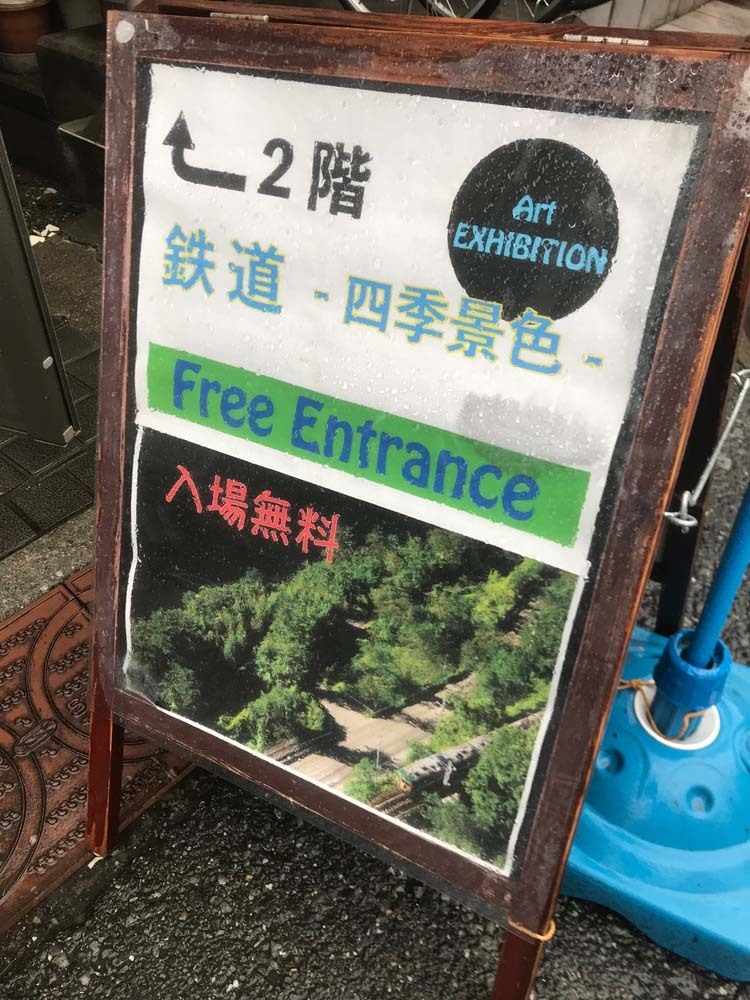 2階
Art
EXHIBITION
鉄道 - 四季景色 -
Free Entrance
入場無料